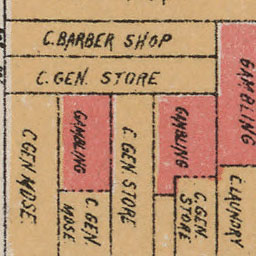 C. BARBER SHOP
C. GEN. STORE
C GEN MDSE.
GAMBLING
C. GEN
MDSE
C. GEN STORE
GAMBLING
C. GEN.
STORE
GAMBLING
C. LAUNDRY